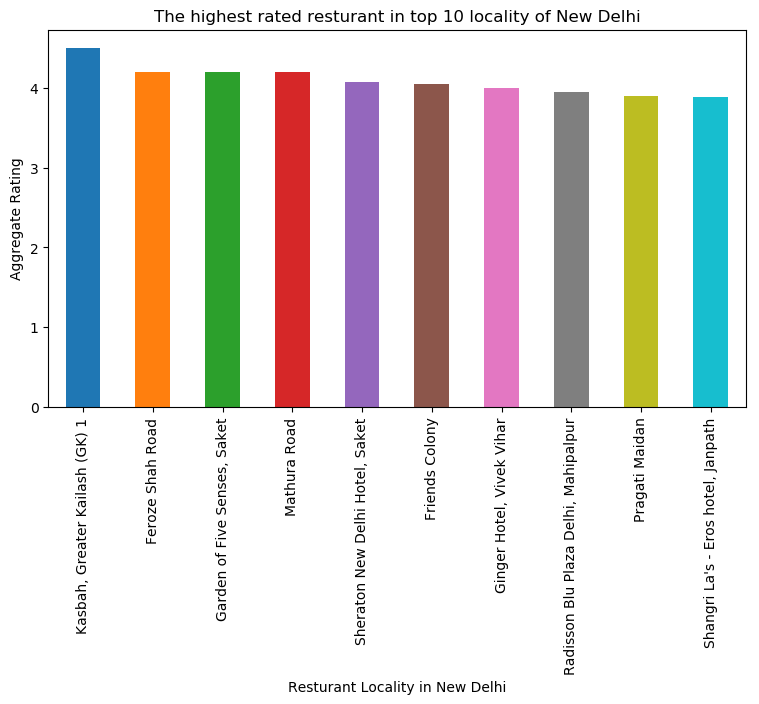 The highest rated resturant in top 10 locality of New Delhi
Aggregate Rating
4
3
2
1
0
Kasbah, Greater Kailash (GK) 1
Feroze Shah Road
Garden of Five Senses, Saket
Mathura Road
Sheraton New Delhi Hotel, Saket
Friends Colony
Ginger Hotel, Vivek Vihar
Radisson Blu Plaza Delhi, Mahipalpur
Pragati Maidan
Shangri La's - Eros hotel, Janpath
Resturant Locality in New Delhi